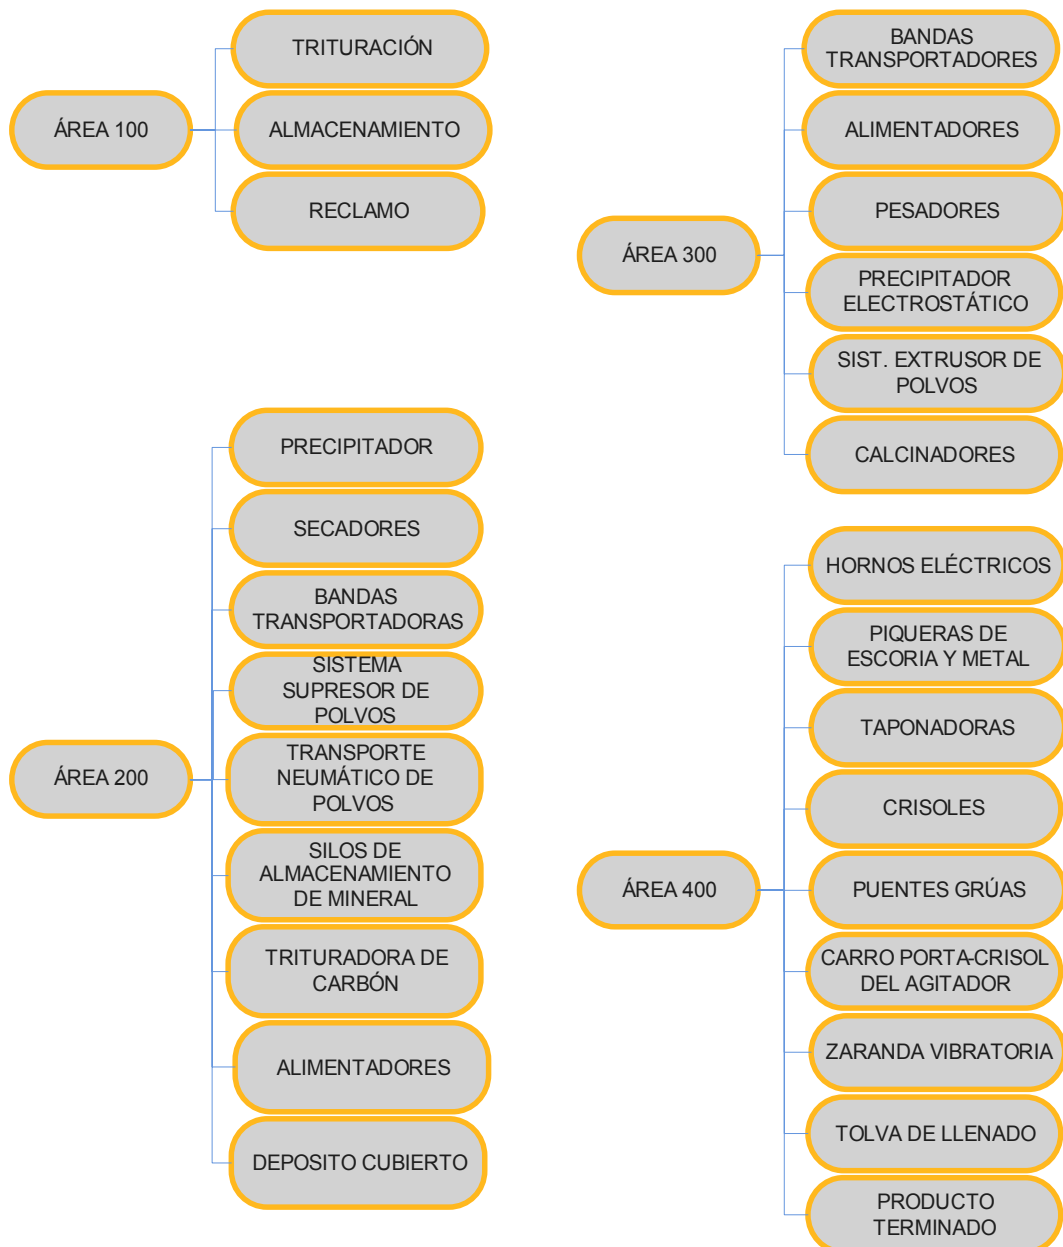 ÁREA 100
TRITURACIÓN
ALMACENAMIENTO
RECLAMO
ÁREA 200
PRECIPITADOR
SECADORES
BANDAS
TRANSPORTADORAS
SISTEMA
SUPRESOR DE
POLVOS
TRANSPORTE
NEUMÁTICO DE
POLVOS
SILOS DE
ALMACENAMIENTO
DE MINERAL
TRITURADORA DE
CARBÓN
ALIMENTADORES
DEPOSITO CUBIERTO
ÁREA 300
BANDAS
TRANSPORTADORES
ALIMENTADORES
PESADORES
PRECIPITADOR
ELECTROSTÁTICO
SIST. EXTRUSOR DE
POLVOS
CALCINADORES
ÁREA 400
HORNOS ELÉCTRICOS
PIQUERAS DE
ESCORIA Y METAL
TAPONADORAS
CRISOLES
PUENTES GRÚAS
CARRO PORTA-CRISOL
DEL AGITADOR
ZARANDA VIBRATORIA
TOLVA DE LLENADO
PRODUCTO
TERMINADO